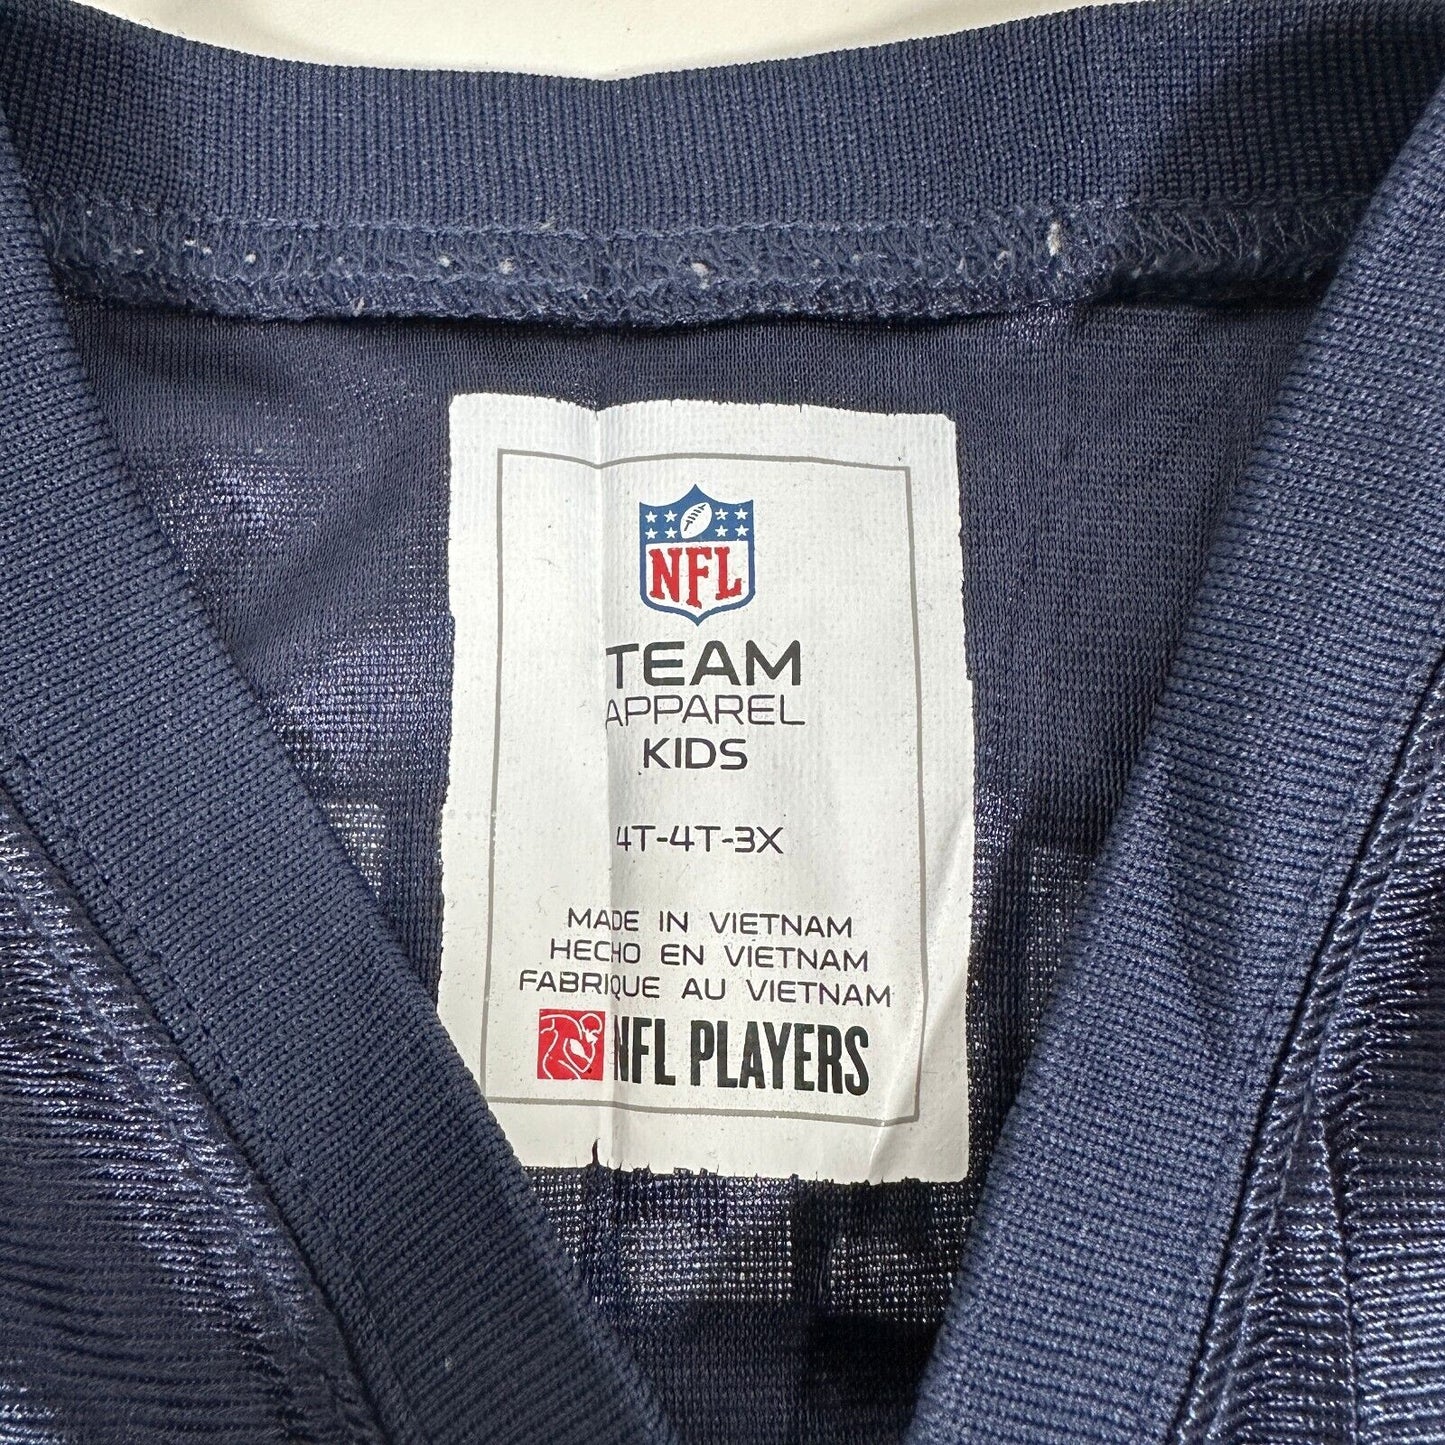 NFL
TEAM
APPAREL
KIDS
4T-4T-3X
MADE IN VIETNAM
HECHO EN VIETNAM
FABRIQUE AU VIETNAM
NFL PLAYERS